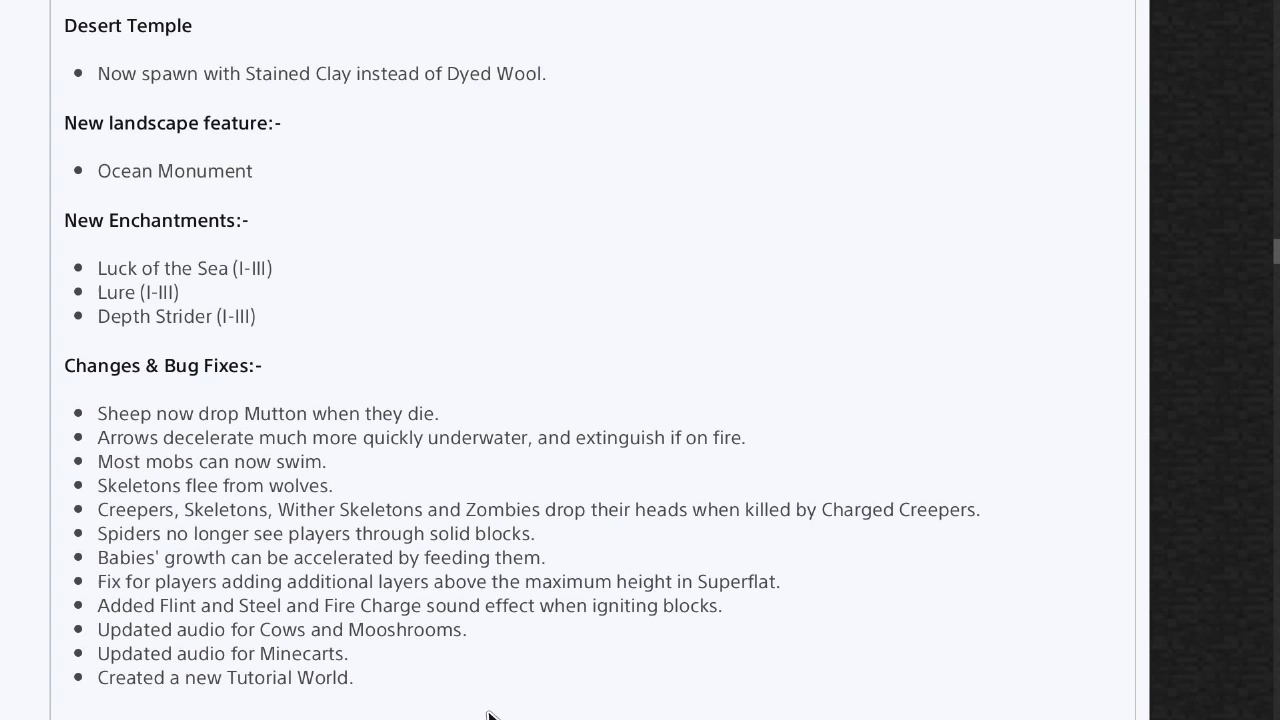 Desert Temple
• Now spawn with Stained Clay instead of Dyed Wool.
New landscape feature:-
• Ocean Monument
New Enchantments:-
• Luck of the Sea (I-III)
• Lure (I-III)
• Depth Strider (I-III)
Changes & Bug Fixes:-
• Sheep now drop Mutton when they die.
• Arrows decelerate much more quickly underwater, and extinguish if on fire.
• Most mobs can now swim.
• Skeletons flee from wolves.
• Creepers, Skeletons, Wither Skeletons and Zombies drop their heads when killed by Charged Creepers.
• Spiders no longer see players through solid blocks.
• Babies' growth can be accelerated by feeding them.
• Fix for players adding additional layers above the maximum height in Superflat.
• Added Flint and Steel and Fire Charge sound effect when igniting blocks.
• Updated audio for Cows and Mooshrooms.
• Updated audio for Minecarts.
• Created a new Tutorial World.